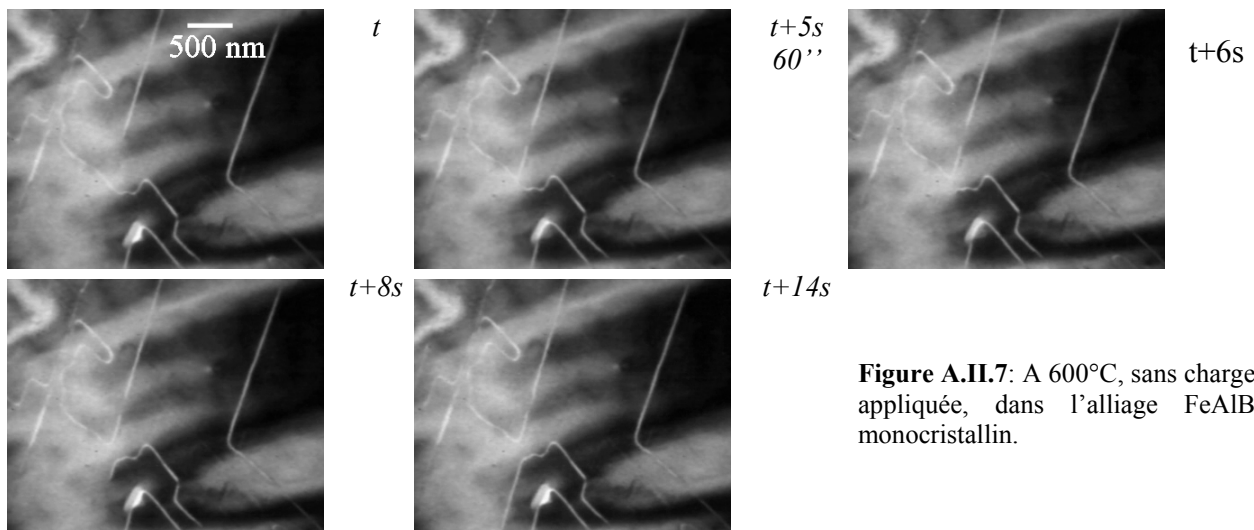 500 nm
t
t+5s
60’’
t+6s
t+8s
t+14s
Figure A.II.7: A 600°C, sans charge
appliquée, dans l’alliage FeAlB
monocristallin.